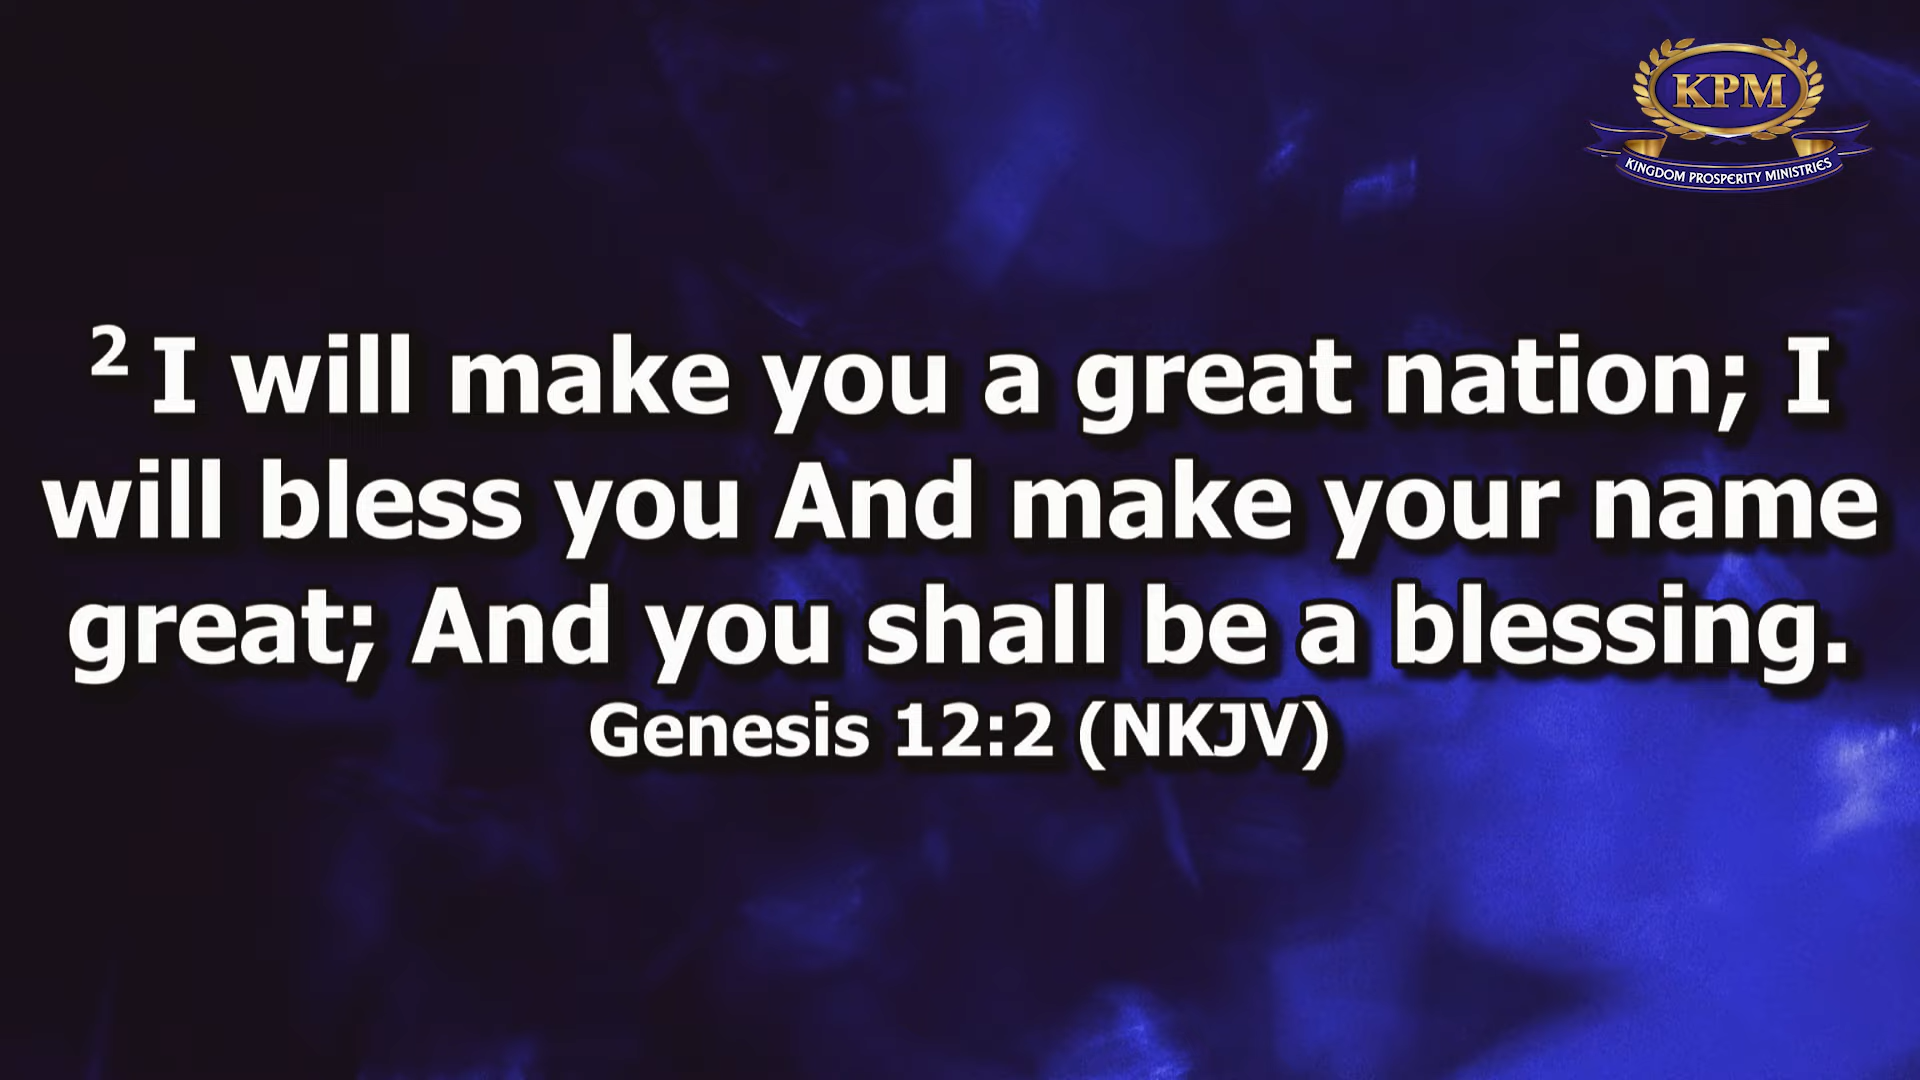 KPM
KINGDOM PROSPERITY MINISTRIES
2 I will make you a great nation; I
will bless you And make your name
great; And you shall be a blessing.
Genesis 12:2 (NKJV)